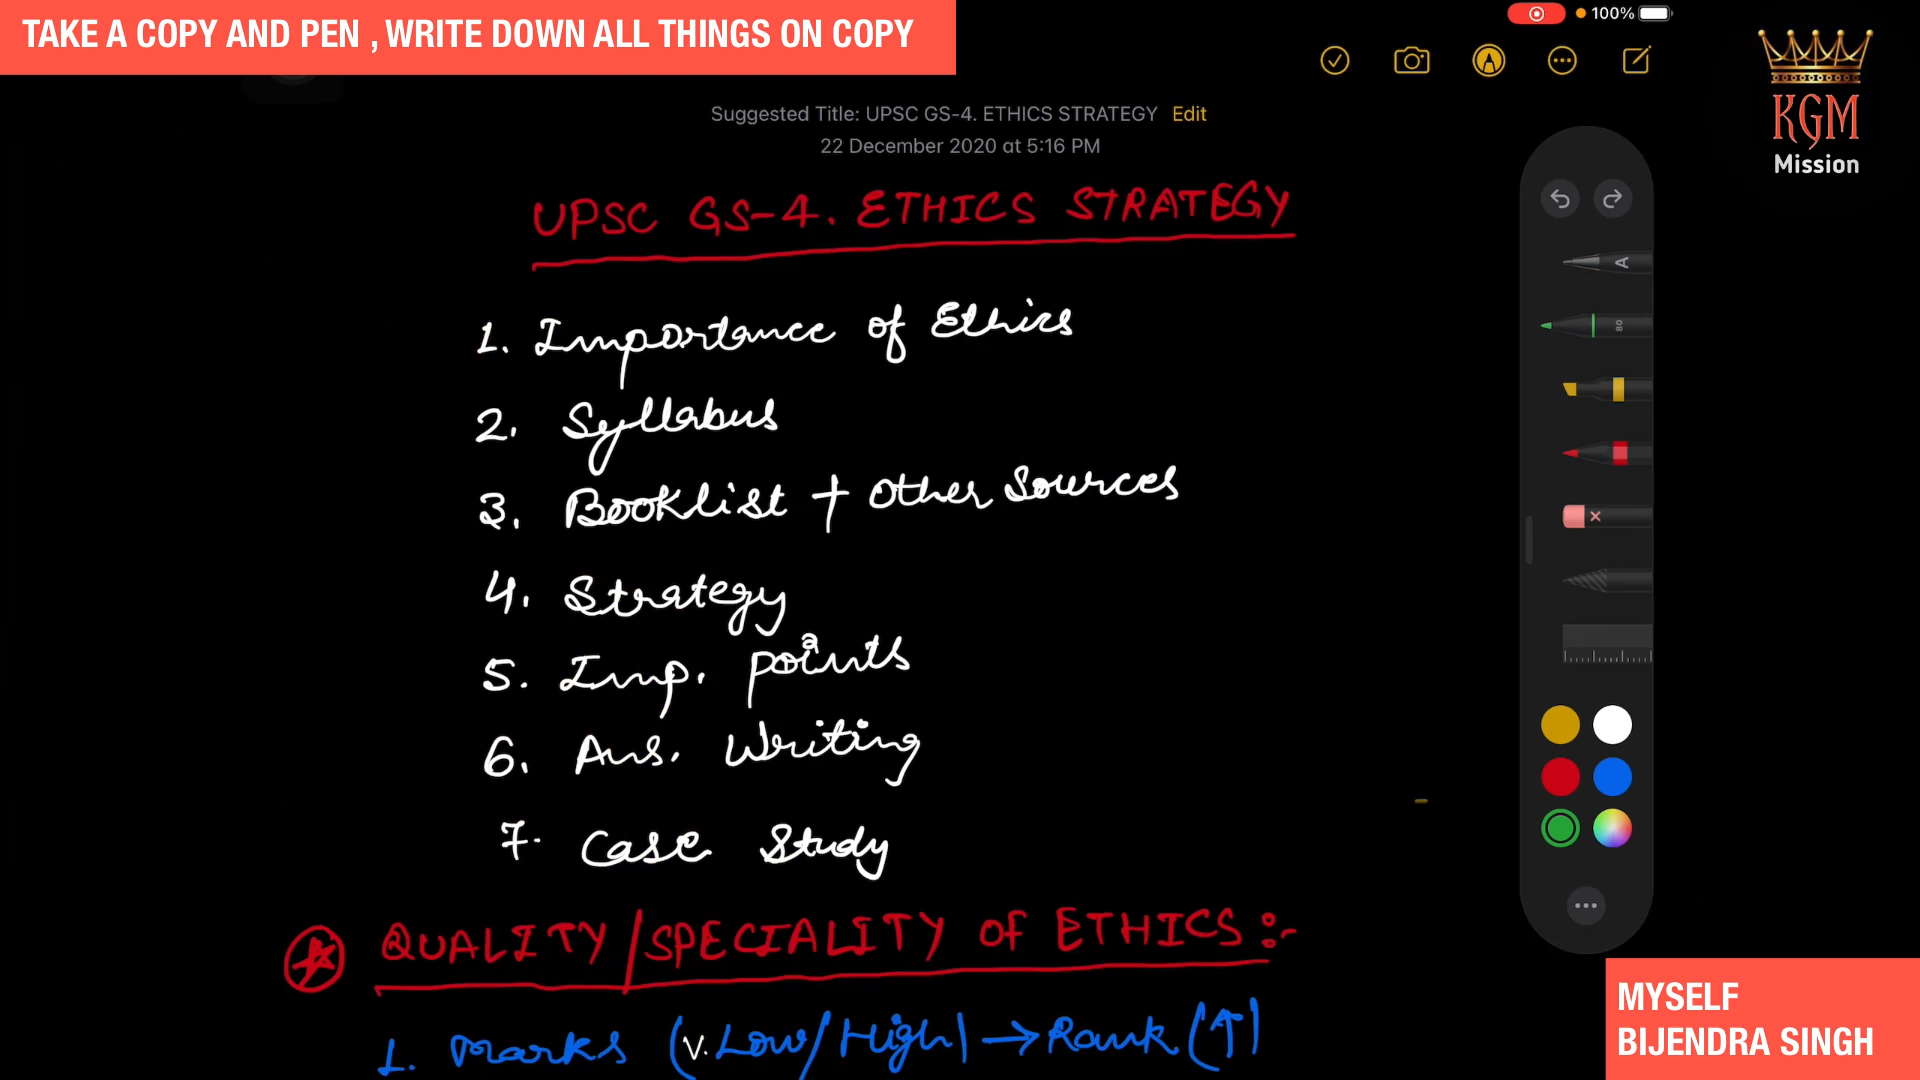 TAKE A COPY AND PEN , WRITE DOWN ALL THINGS ON COPY
100%
KGM
Mission
Suggested Title: UPSC GS-4. ETHICS STRATEGY Edit
22 December 2020 at 5:16 PM
UPSC GS-4. ETHICS STRATEGY
1. Importance of Ethics
2. Syllabus
3. Booklist + Other Sources
4. Strategy
5. Imp. points
6. Ans. Writing
7. Case Study
QUALITY/SPECIALITY of ETHICS :-
1. Marks (V. Low/High) → Rank (↑)
A
80
MYSELF
BIJENDRA SINGH